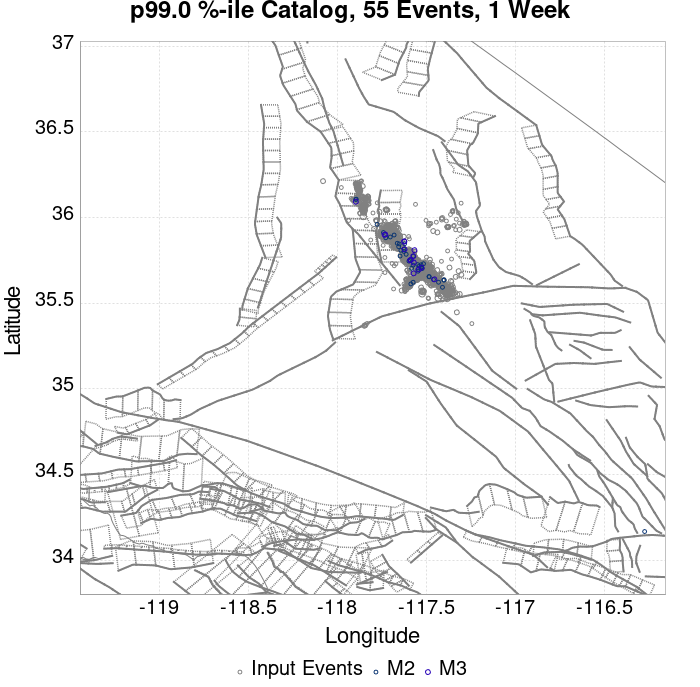 p99.0 %-ile Catalog, 55 Events, 1 Week
37
36.5
36
35.5
35
34.5
34
Latitude
-119
-118.5
-118
-117.5
-117
-116.5
Longitude
Input Events
M2
M3